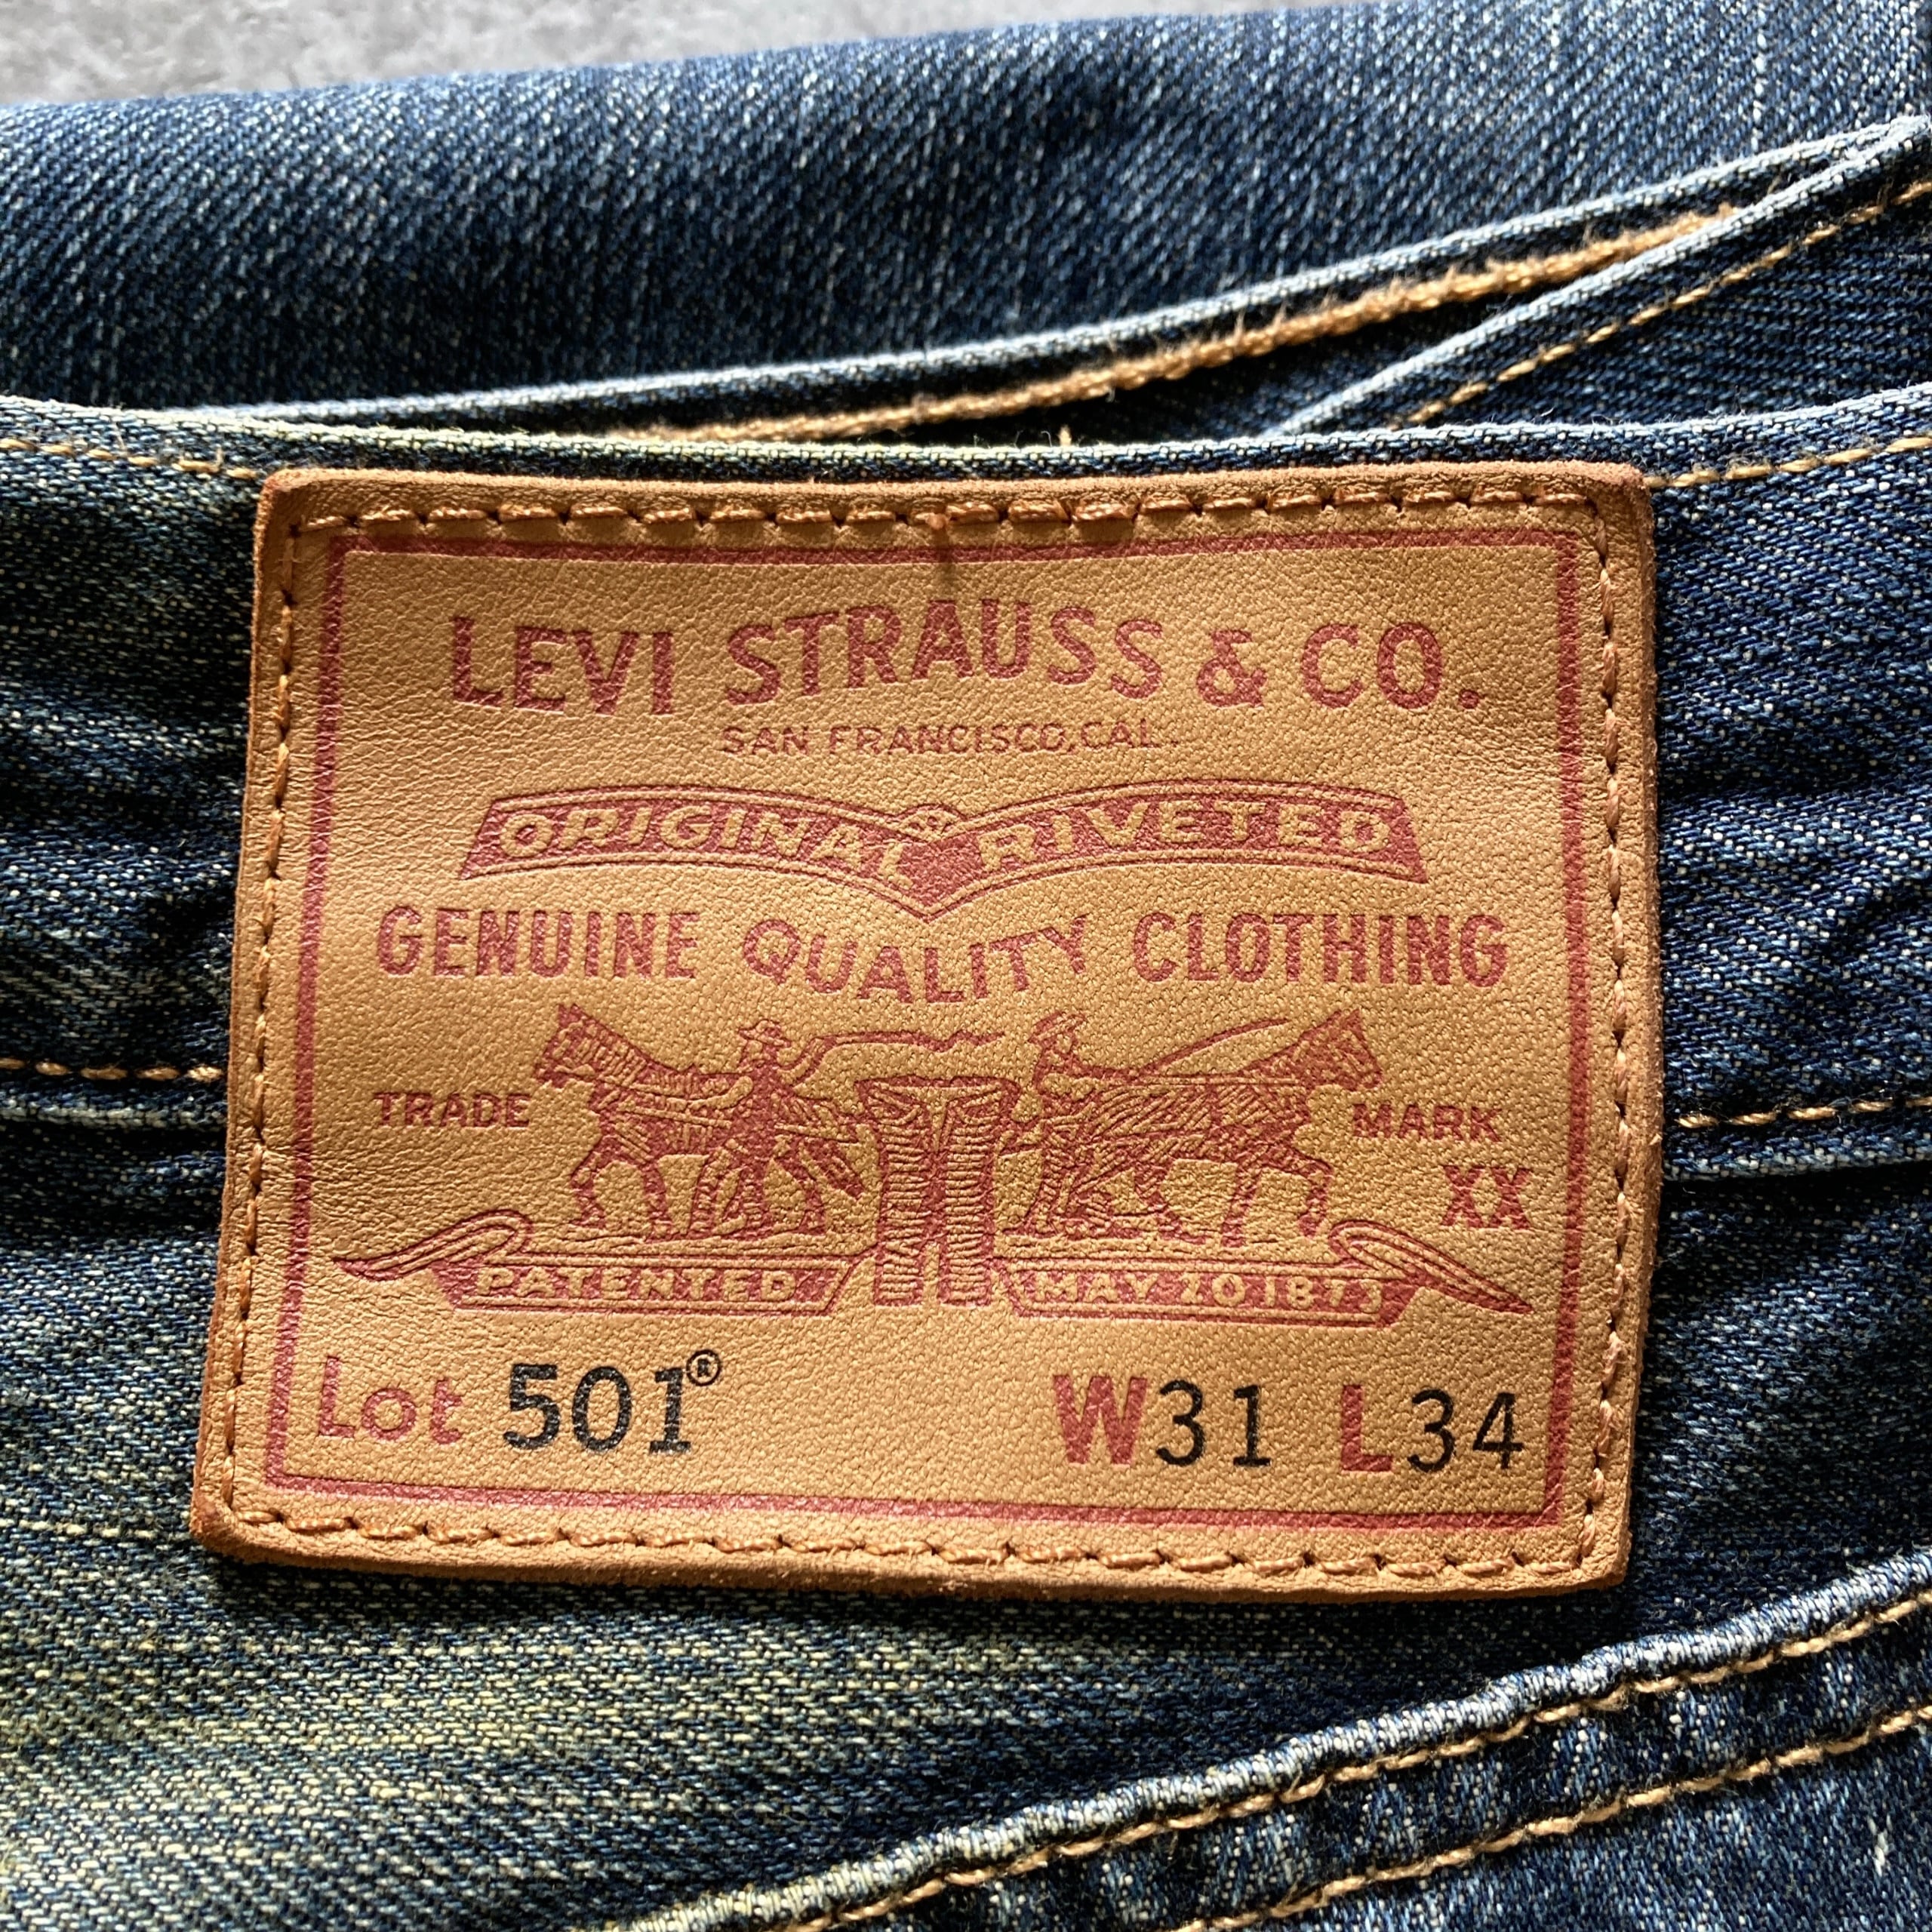 LEVI STRAUSS & CO.
SAN FRANCISCO, CAL.
ORIGINAL RIVETED
GENUINE QUALITY CLOTHING
TRADE MARK
XX
PATENTED MAY 20 1873
Lot 501® W31 L34